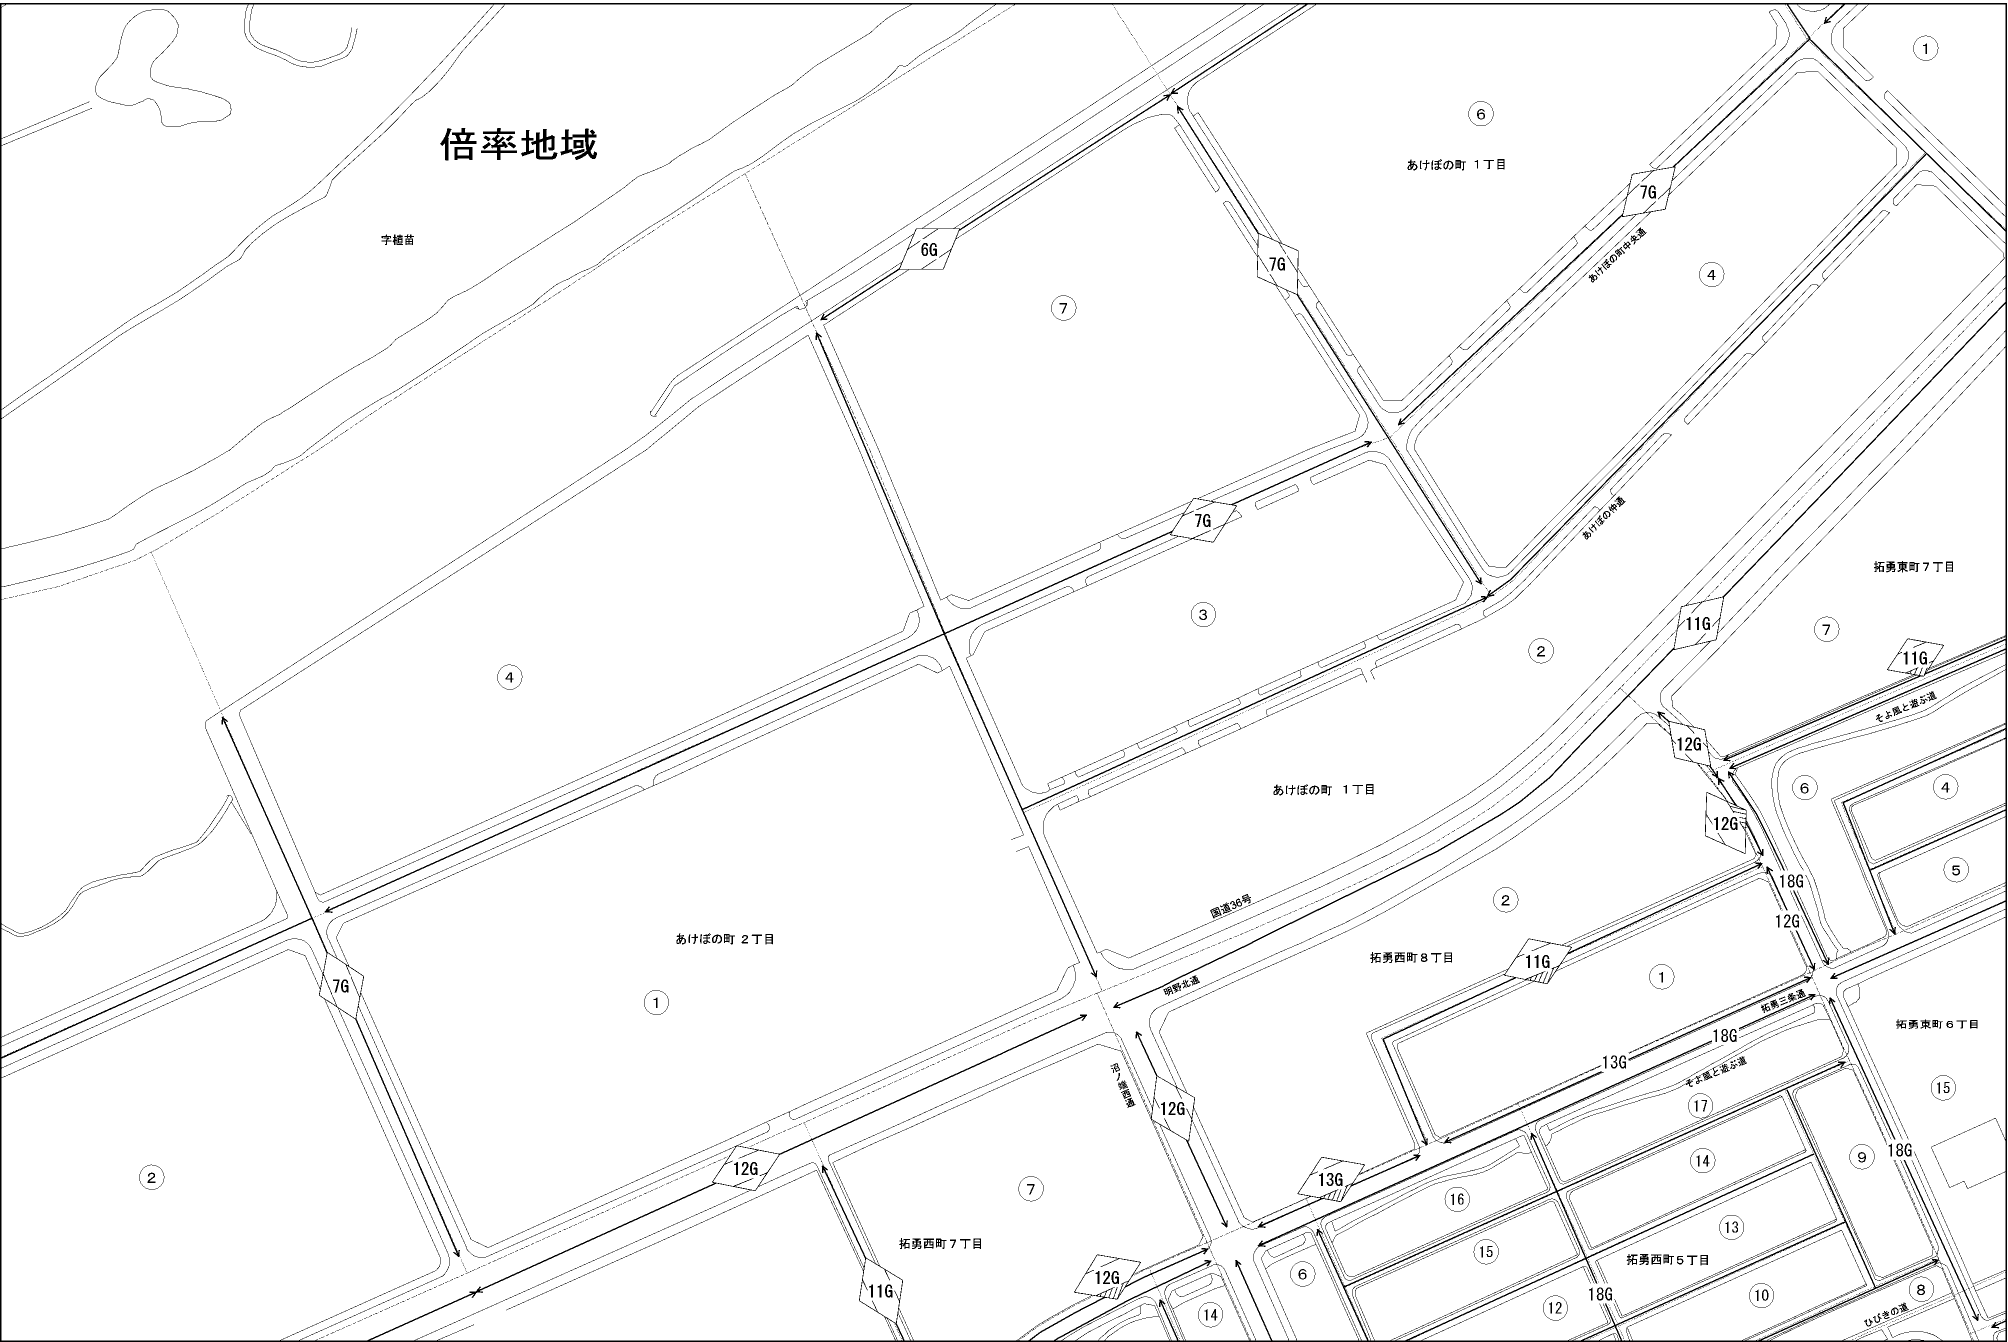 ①
⑥
倍率地域
あけぼの町 1丁目
7G
字植苗
6G
7G
あけぼの町中央通
④
⑦
7G
あけぼの仲通
拓勇東町7丁目
③
11G
⑦
②
11G
④
そよ風と遊ぶ道
12G
⑥
④
あけぼの町 1丁目
12G
⑤
18G
国道36号
②
12G
あけぼの町 2丁目
拓勇西町8丁目
11G
①
7G
明野北通
①
拓勇三条通
拓勇東町6丁目
18G
13G
沼ノ端西通
そよ風と遊ぶ道
⑮
12G
⑰
18G
⑨
⑭
12G
②
13G
⑦
⑯
⑬
拓勇西町7丁目
⑮
拓勇西町5丁目
12G
⑥
11G
18G
⑩
⑧
⑭
⑫
ひびきの道